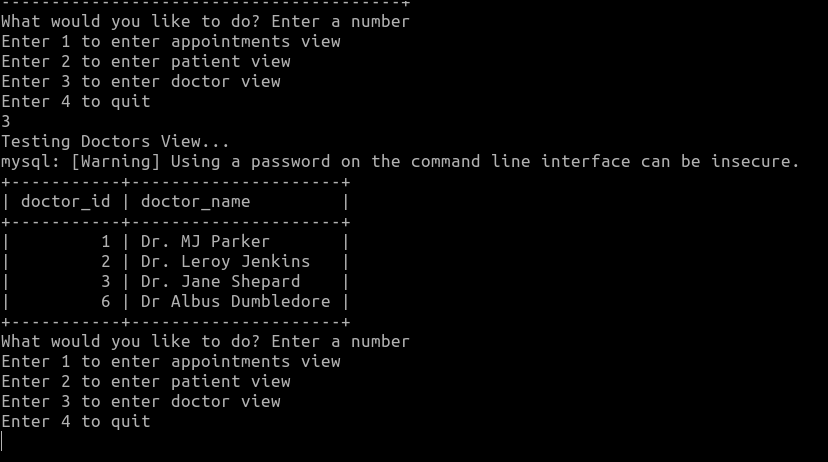 ----------------------------------------+
What would you like to do? Enter a number
Enter 1 to enter appointments view
Enter 2 to enter patient view
Enter 3 to enter doctor view
Enter 4 to quit
3
Testing Doctors View...
mysql: [Warning] Using a password on the command line interface can be insecure.
+-----------+---------------------+
| doctor_id | doctor_name         |
+-----------+---------------------+
|         1 | Dr. MJ Parker       |
|         2 | Dr. Leroy Jenkins   |
|         3 | Dr. Jane Shepard    |
|         6 | Dr Albus Dumbledore |
+-----------+---------------------+
What would you like to do? Enter a number
Enter 1 to enter appointments view
Enter 2 to enter patient view
Enter 3 to enter doctor view
Enter 4 to quit